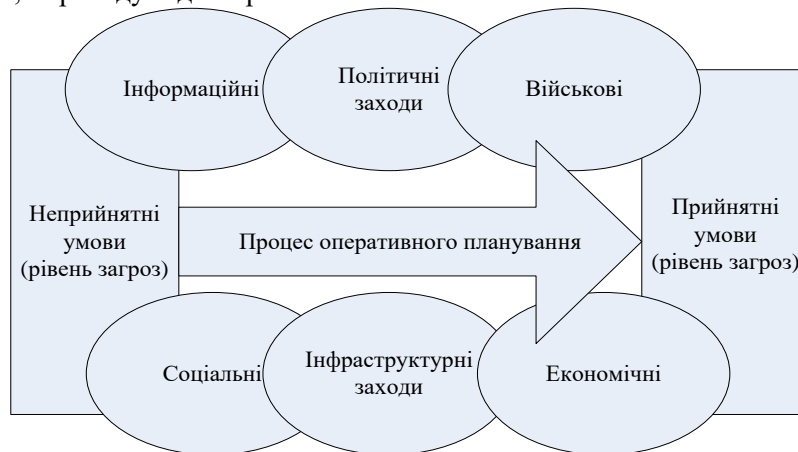 Інформаційні
Політичні
заходи
Військові
Неприйнятні
умови
(рівень загроз)
Процес оперативного планування
Прийнятні
умови
(рівень загроз)
Соціальні
Інфраструктурні
заходи
Економічні